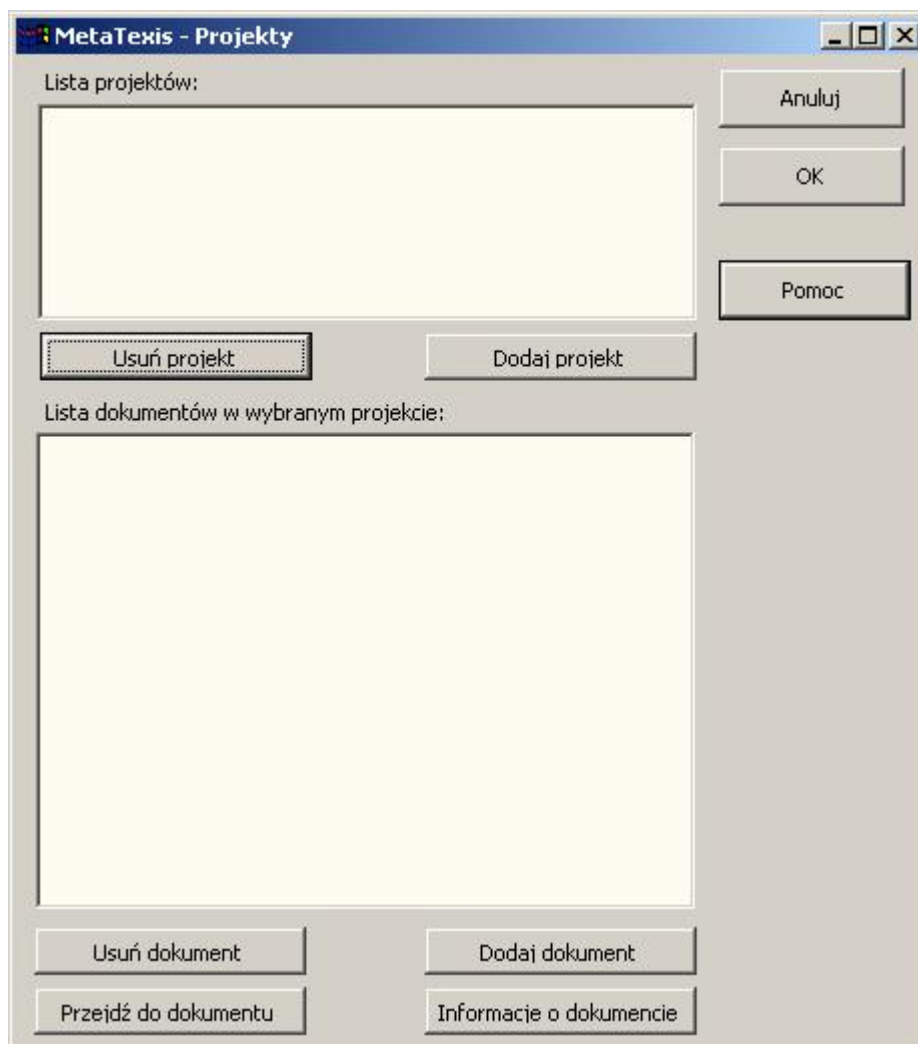 MetaTexis - Projekty
Lista projektów:
Anuluj
OK
Pomoc
Usuń projekt
Dodaj projekt
Lista dokumentów w wybranym projekcie:
Usuń dokument
Dodaj dokument
Przejdź do dokumentu
Informacje o dokumencie